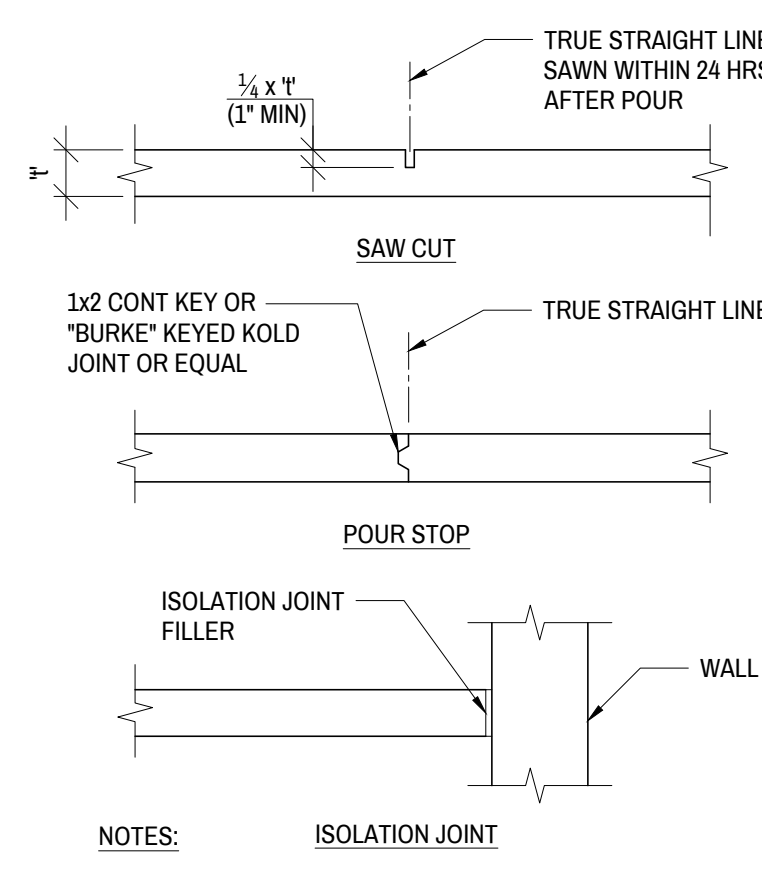 TRUE STRAIGHT LINE
SAWN WITHIN 24 HRS
AFTER POUR
¼ x 't'
(1" MIN)
't'
SAW CUT
1x2 CONT KEY OR
"BURKE" KEYED KOLD
JOINT OR EQUAL
TRUE STRAIGHT LINE
POUR STOP
ISOLATION JOINT
FILLER
WALL
NOTES:
ISOLATION JOINT